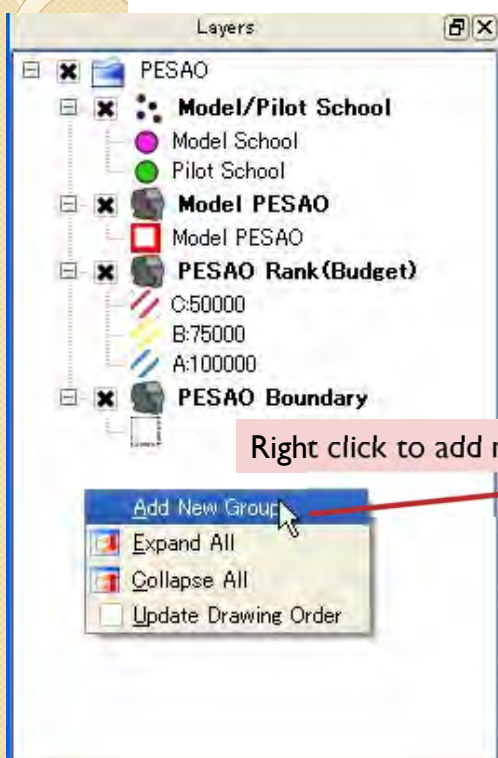 Layers
PESAO
Model/Pilot School
Model School
Pilot School
Model PESAO
Model PESAO
PESAO Rank(Budget)
C:50000
B:75000
A:100000
PESAO Boundary
Right click to add
Add New Group
Expand All
Collapse All
Update Drawing Order